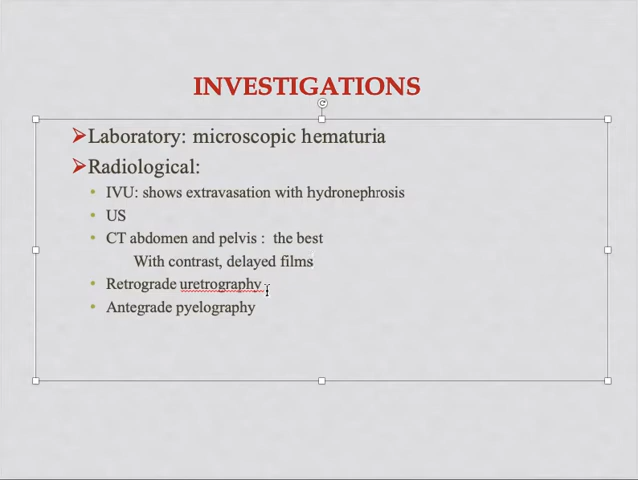 INVESTIGATIONS
Laboratory: microscopic hematuria
Radiological:
IVU: shows extravasation with hydronephrosis
US
CT abdomen and pelvis : the best
With contrast, delayed films
Retrograde uretrography
Antegrade pyelography